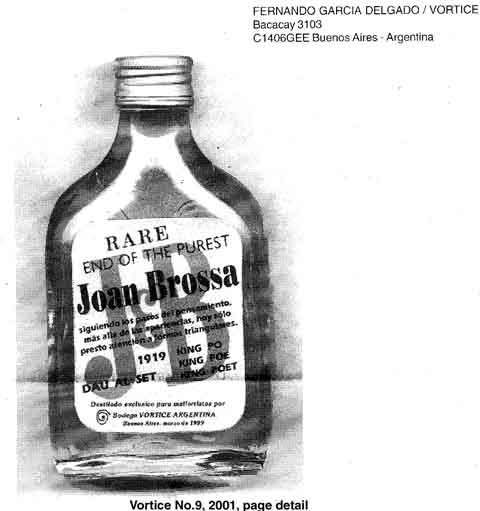 FERNANDO GARCIA DELGADO / VORTICE
Bacacay 3103
C1406GEE Buenos Aires - Argentina
RARE
END OF THE PUREST
J&B
Joan Brossa
siguiendo los pasos del pensamiento,
más allá de las apariencias, hoy sólo
presto atención a formas triangulares.
1919 KING PO
KING POE
DAU AL SET KING POET
Destilado exclusivo para mailartistas por
Bodega VORTICE ARGENTINA
Buenos Aires, marzo de 1999
Vortice No.9, 2001, page detail